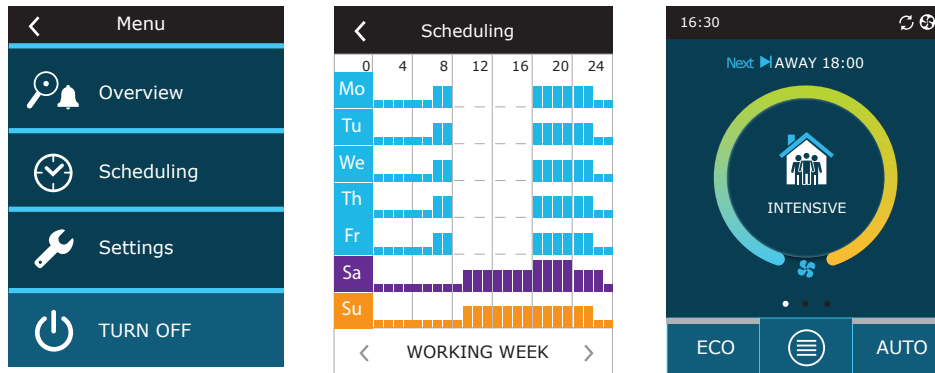 Menu
Overview
Scheduling
Settings
TURN OFF
Scheduling
0 4 8 12 16 20 24
Mo
Tu
We
Th
Fr
Sa
Su
WORKING WEEK
16:30
Next AWAY 18:00
INTENSIVE
ECO
AUTO